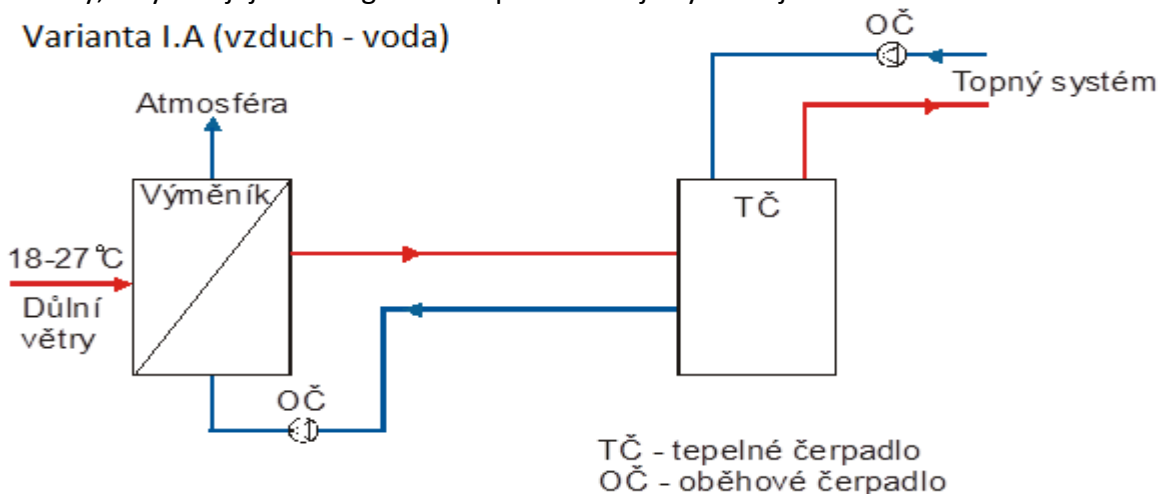 Varianta I.A (vzduch - voda)
OČ
Topný systém
Atmosféra
Výměník
TČ
18-27°C
Důlní
větry
OČ
TČ - tepelné čerpadlo
OČ - oběhové čerpadlo